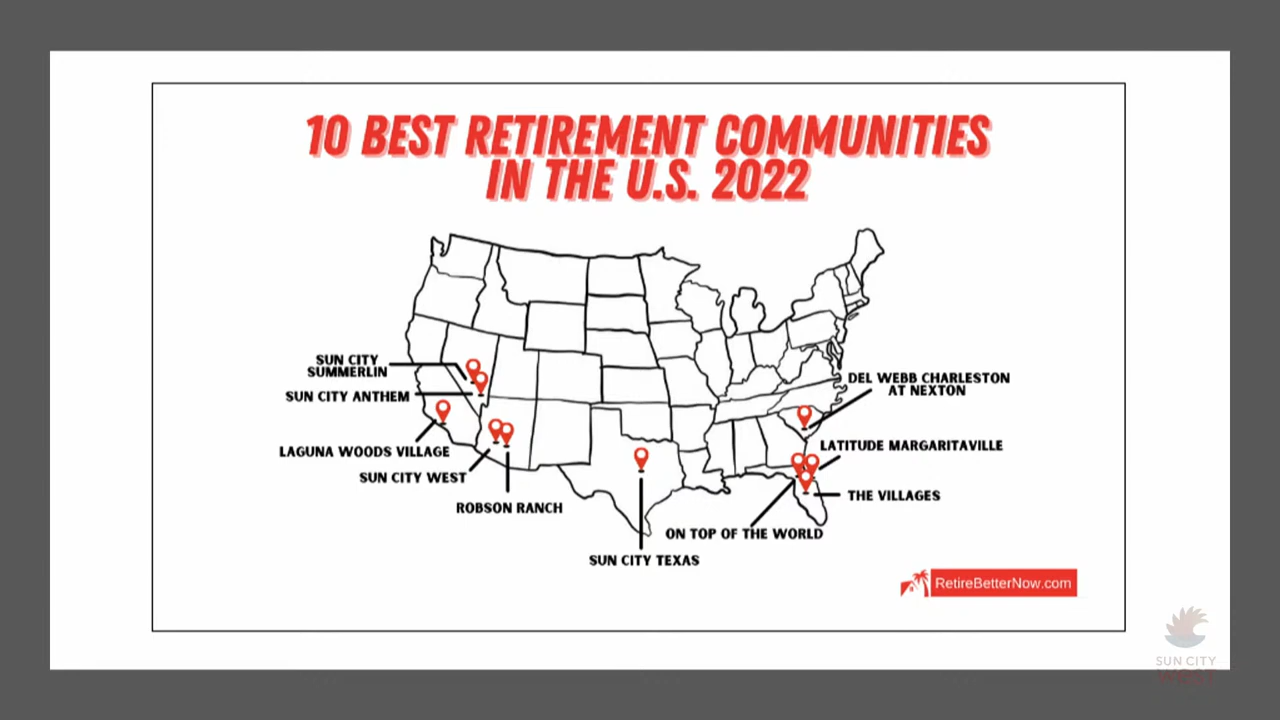 10 BEST RETIREMENT COMMUNITIES
IN THE U.S. 2022
SUN CITY
SUMMERLIN
SUN CITY ANTHEM
LAGUNA WOODS VILLAGE
SUN CITY WEST
ROBSON RANCH
SUN CITY TEXAS
DEL WEBB CHARLESTON
AT NEXTON
LATITUDE MARGARITAVILLE
THE VILLAGES
ON TOP OF THE WORLD
RetireBetterNow.com
SUN CITY
WEST